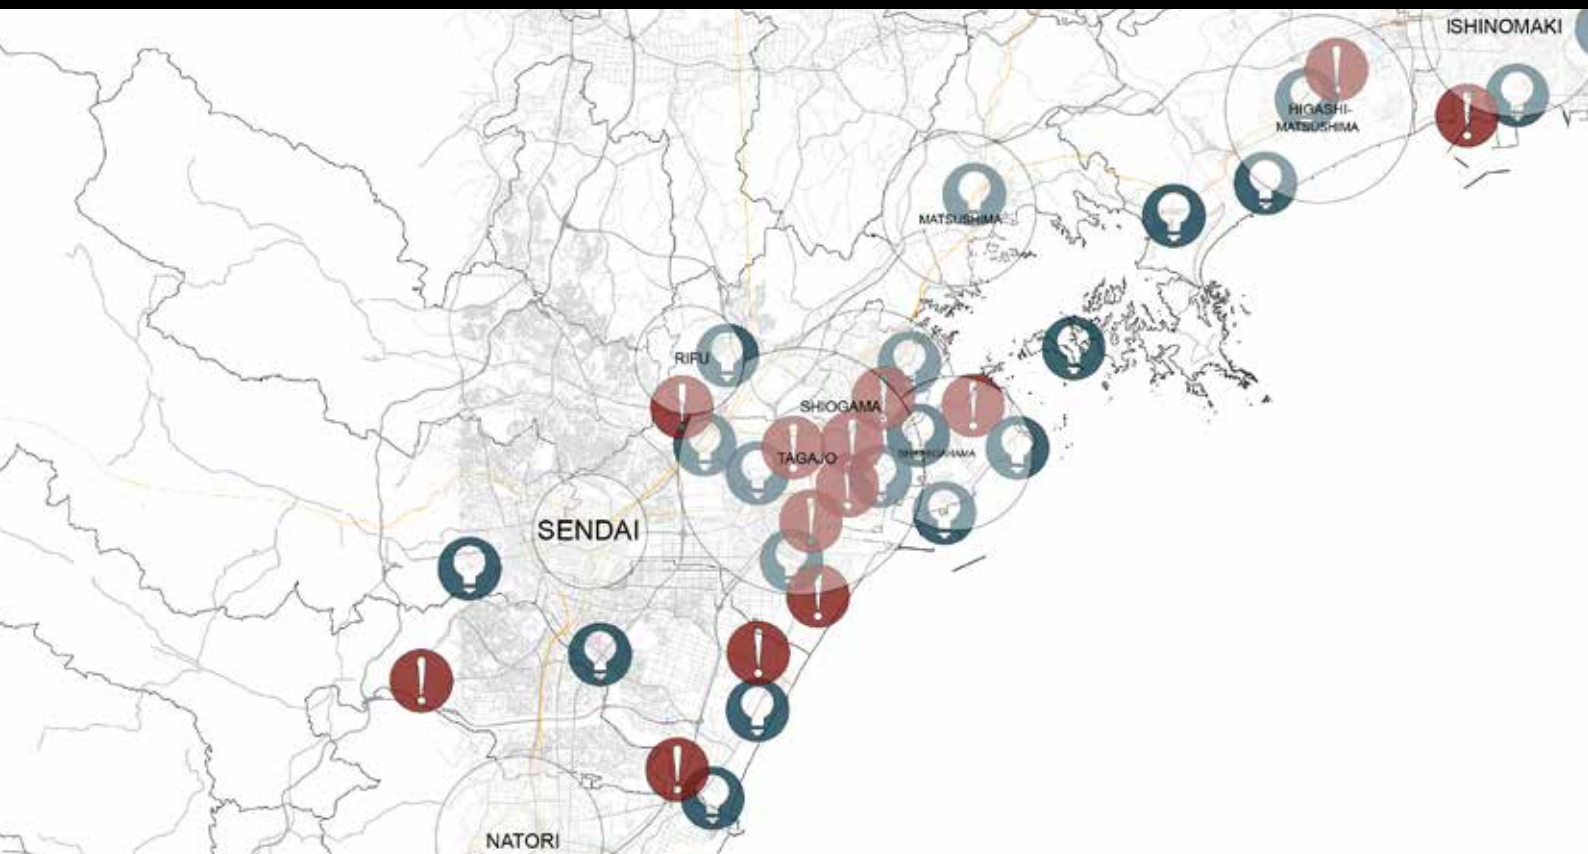 ISHINOMAKI
HIGASHI-
MATSUSHIMA
MATSUSHIMA
RIFU
SHIOGAMA
TAGAJO
SENDAI
NATORI